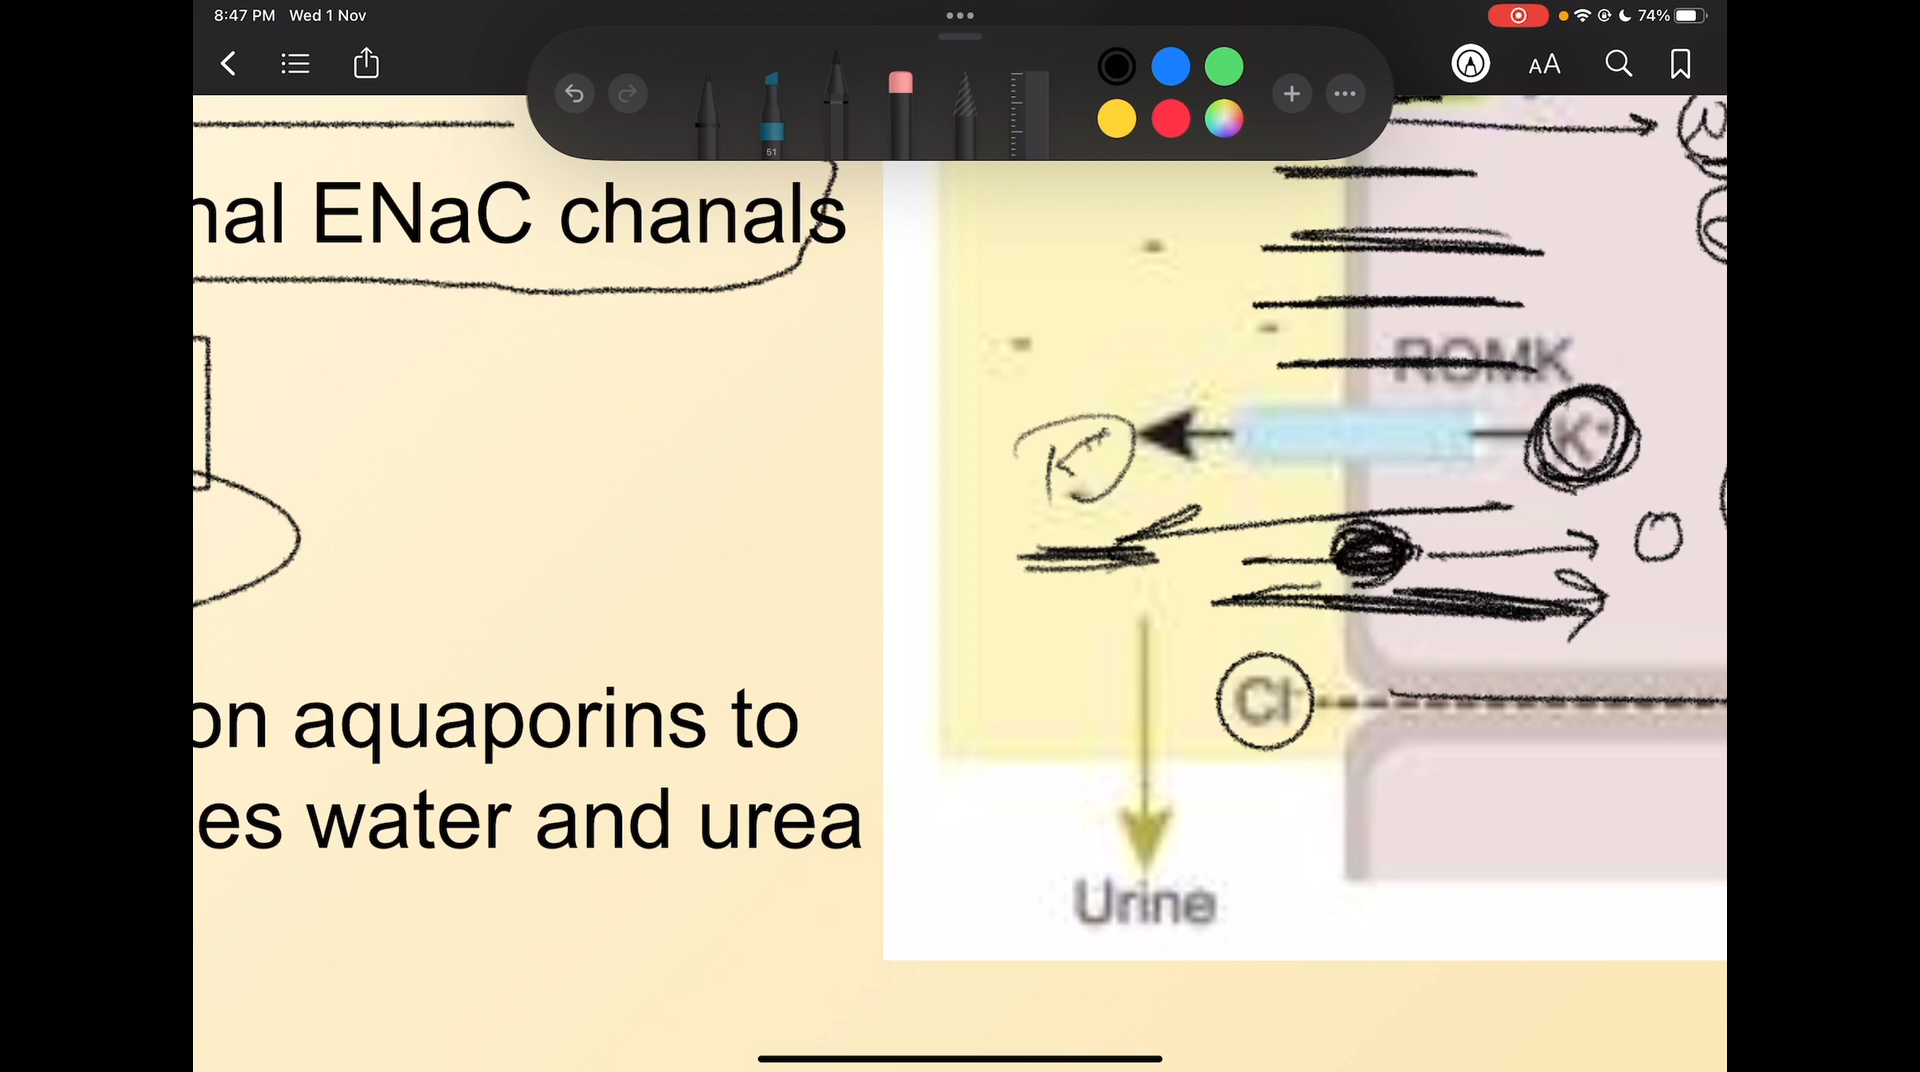 8:47 PM Wed 1 Nov
74%
51
AA
nal ENaC chanals
ROMK
K+
K+
Cl-
on aquaporins to
es water and urea
Urine